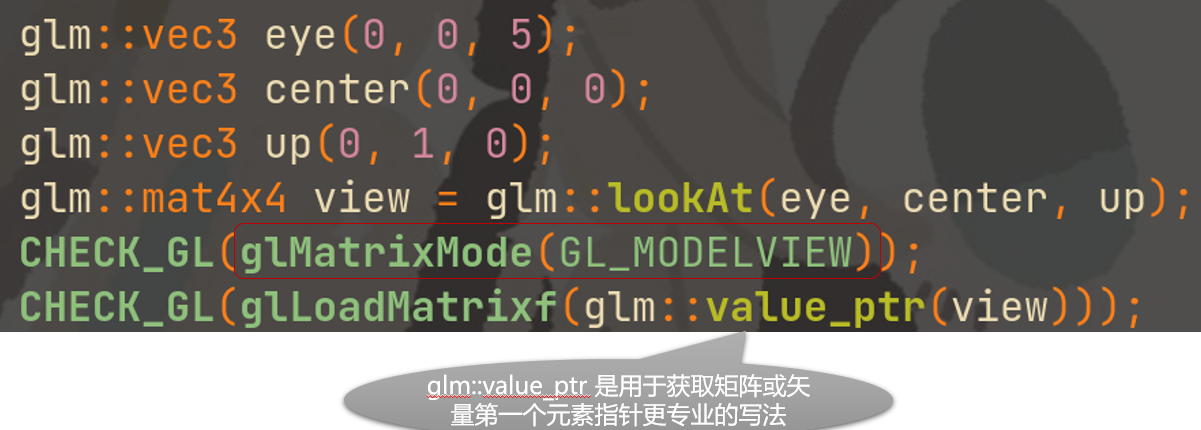 glm::vec3 eye(0, 0, 5);
glm::vec3 center(0, 0, 0);
glm::vec3 up(0, 1, 0);
glm::mat4x4 view = glm::lookAt(eye, center, up);
CHECK_GL(glMatrixMode(GL_MODELVIEW));
CHECK_GL(glLoadMatrixf(glm::value_ptr(view)));
glm::value_ptr 是用于获取矩阵或矢
量第一个元素指针更专业的写法